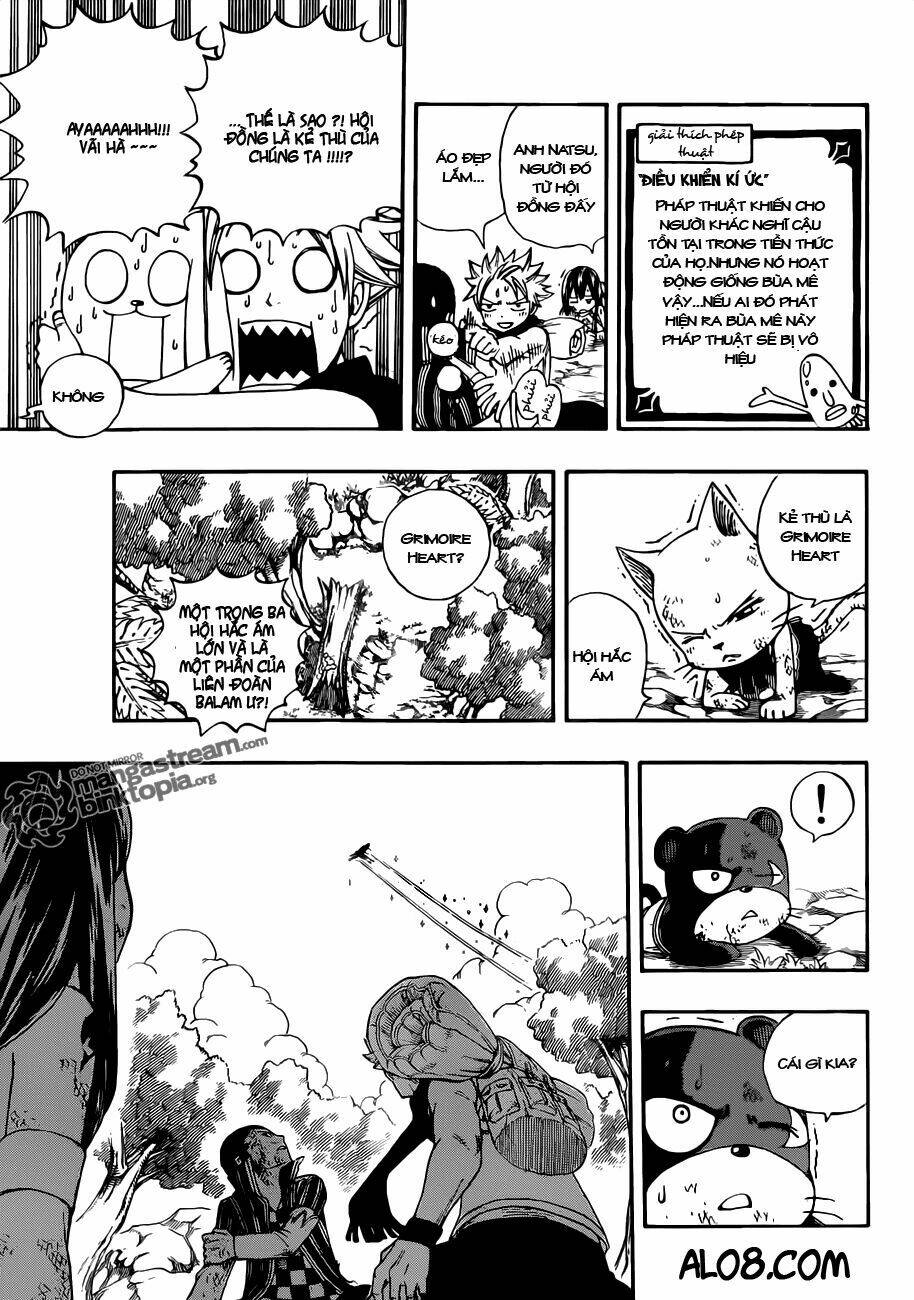 giải thích phép
thuật
"ĐIỀU KHIỂN KÍ ỨC"
PHÁP THUẬT KHIẾN CHO
NGƯỜI KHÁC NGHĨ CẬU
TỒN TẠI TRONG TIỀN THỨC
CỦA HỌ.NHƯNG NÓ HOẠT
ĐỘNG GIỐNG BÙA MÊ
VẬY...NẾU AI ĐÓ PHÁT
HIỆN RA BÙA MÊ NÀY
PHÁP THUẬT SẼ BỊ VÔ
HIỆU
ANH NATSU,
NGƯỜI ĐÓ
TỪ HỘI
ĐỒNG ĐẤY
ÁO ĐẸP
LẮM...
kéo
phủi
phủi
... THẾ LÀ SAO ?! HỘI
ĐỒNG LÀ KẺ THÙ CỦA
CHÚNG TA !!!!?
AYAAAAAHHH!!!
VÃI HÀ ~~~
KHÔNG
KẺ THÙ LÀ
GRIMOIRE
HEART
HỘI HẮC
ÁM
GRIMOIRE
HEART?
MỘT TRONG BA
HỘI HẮC ÁM
LỚN VÀ LÀ
MỘT PHẦN CỦA
LIÊN ĐOÀN
BALAM Ư?!
DO NOT MIRROR
mangastream.com
binktopia.org
!
CÁI GÌ KIA?
ALO8.COM